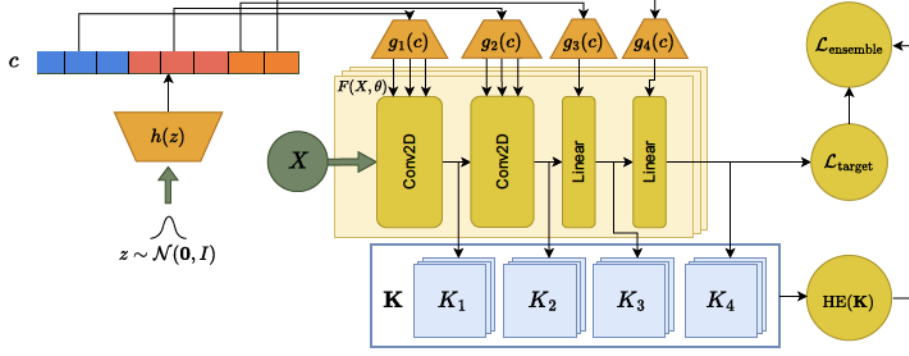 g₁(c)
g₂(c)
g₃(c)
g₄(c)
𝓛ensemble
c
F(X, θ)
h(z)
X
Conv2D
Conv2D
Linear
Linear
𝓛target
z ∼ 𝒩(𝟎, I)
K
K₁
K₂
K₃
K₄
HE(K)